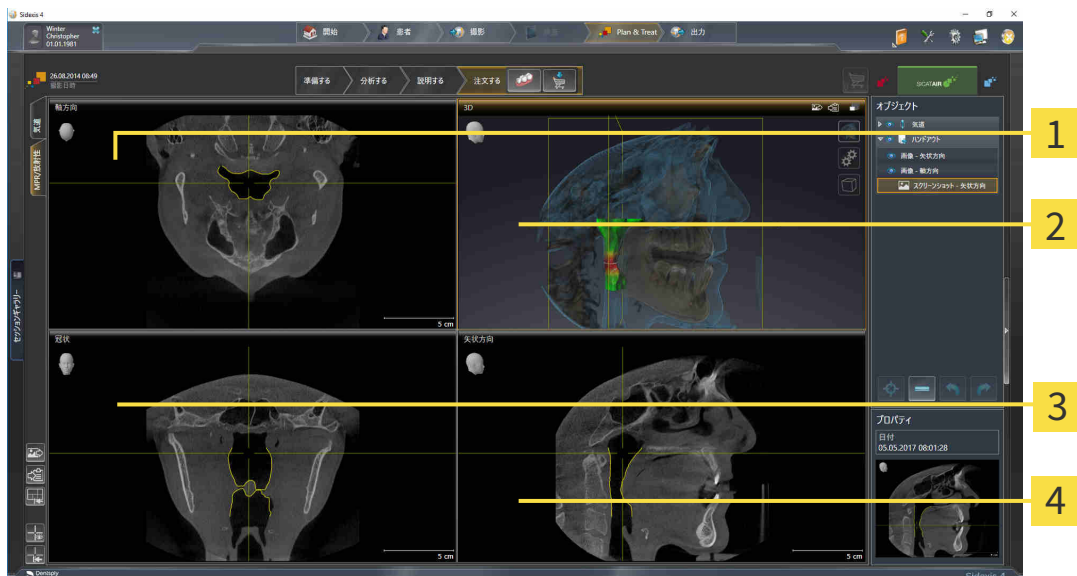 Sidexis 4
Winter
Christopher
01.01.1981
開始
患者
撮影
Plan & Treat
出力
26.08.2014 08:49
撮影日時
準備する
分析する
説明する
注文する
SICATAIR
気道
MPR/放射性
セッションギャラリー
軸方向
5 cm
3D
冠状
5 cm
矢状方向
5 cm
オブジェクト
気道
ハンドアウト
画像 - 矢状方向
画像 - 軸方向
スクリーンショット - 矢状方向
プロパティ
日付
05.05.2017 08:01:28
1
2
3
4
Dentsply
Sidexis 4